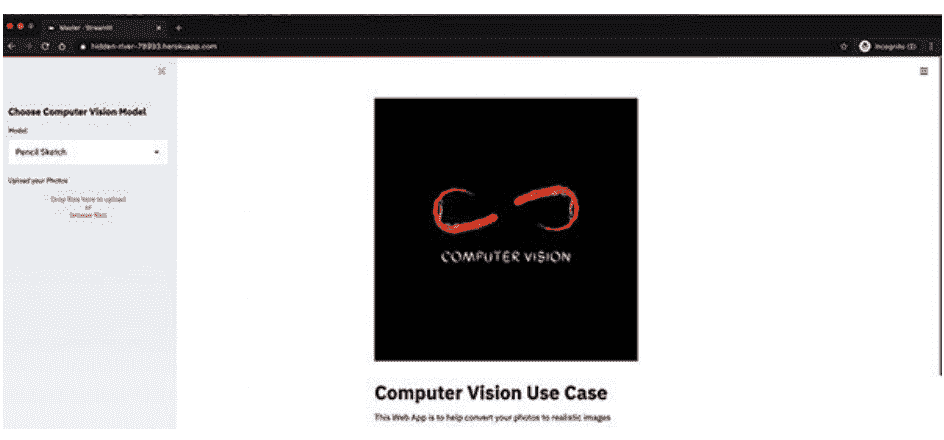 Master · Streamlit
hidden-river-78993.herokuapp.com
Incognito (2)
Choose Computer Vision Model
Model
Pencil Sketch
Upload your Photos
Drop files here to upload
or
browse files
COMPUTER VISION
Computer Vision Use Case
This Web App is to help convert your photos to realistic images